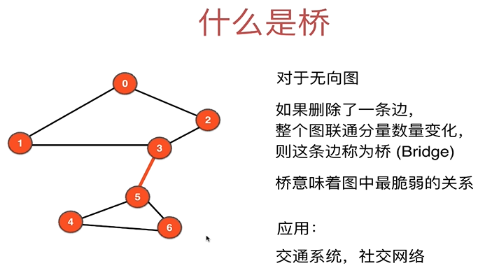 什么是桥
对于无向图
如果删除了一条边，
整个图联通分量数量变化，
则这条边称为桥 (Bridge)
桥意味着图中最脆弱的关系
应用：
交通系统，社交网络
0
2
1
3
5
4
6